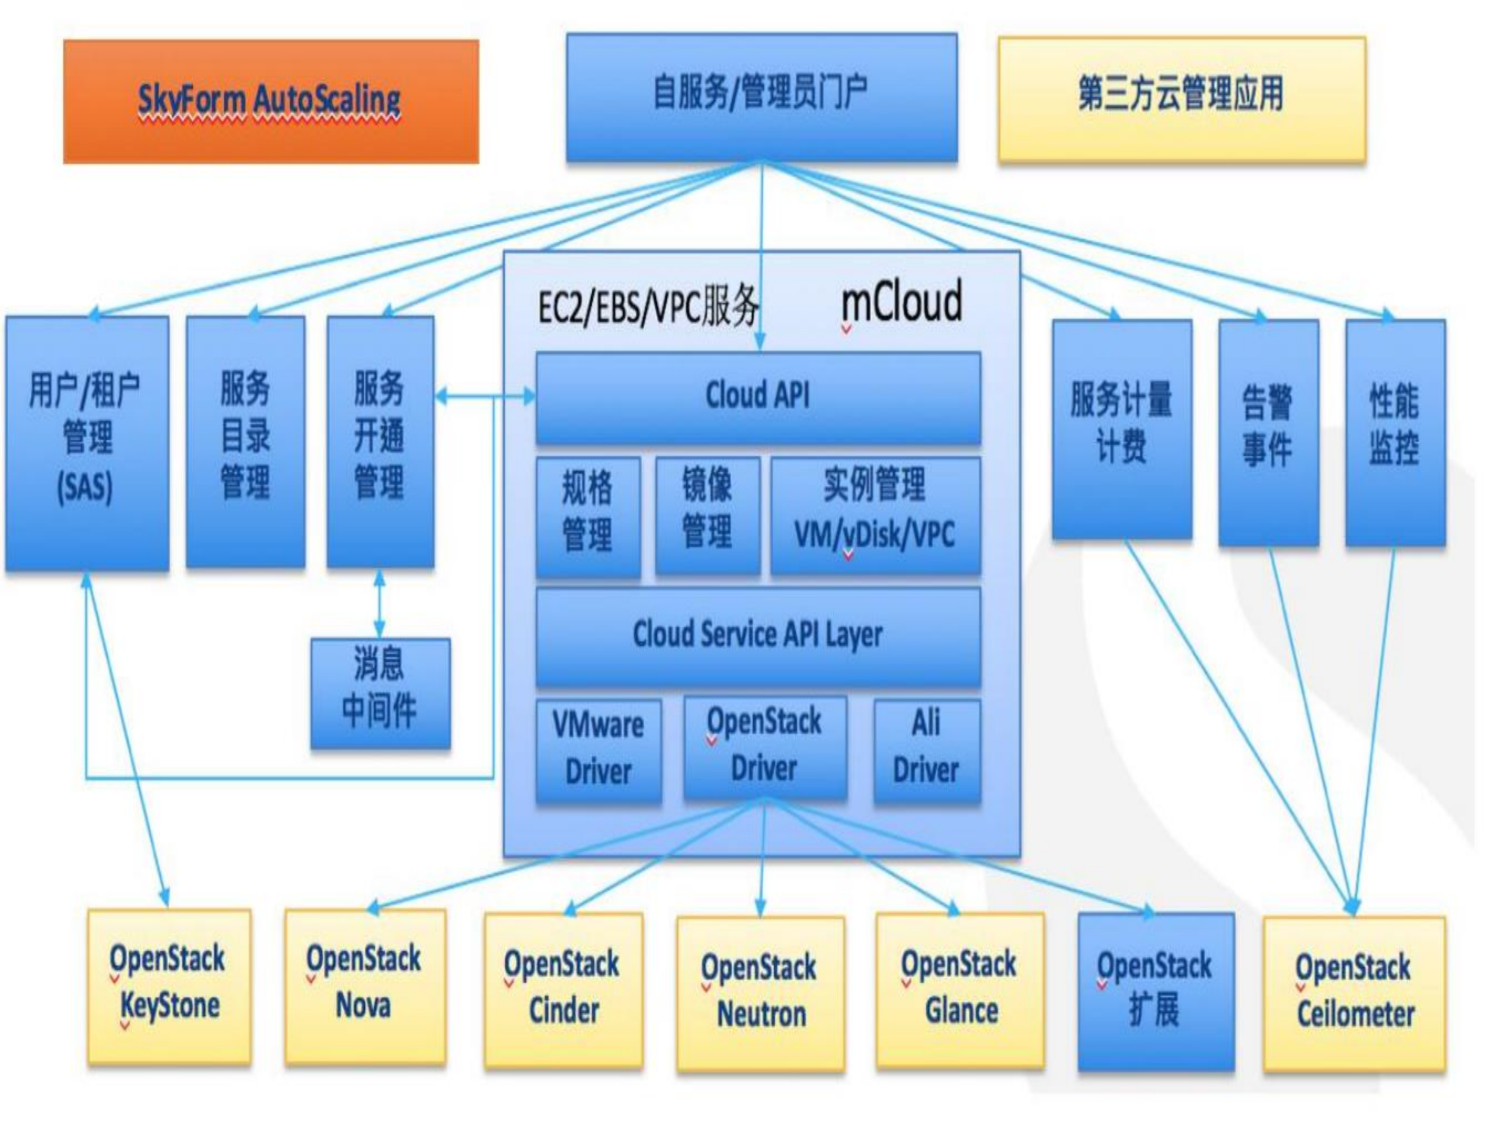 SkyForm AutoScaling
自服务/管理员门户
第三方云管理应用
EC2/EBS/VPC服务
mCloud
用户/租户
管理
(SAS)
服务
目录
管理
服务
开通
管理
Cloud API
服务计量
计费
告警
事件
性能
监控
规格
管理
镜像
管理
实例管理
VM/vDisk/VPC
Cloud Service API Layer
消息
中间件
VMware
Driver
OpenStack
Driver
Ali
Driver
OpenStack
KeyStone
OpenStack
Nova
OpenStack
Cinder
OpenStack
Neutron
OpenStack
Glance
OpenStack
扩展
OpenStack
Ceilometer